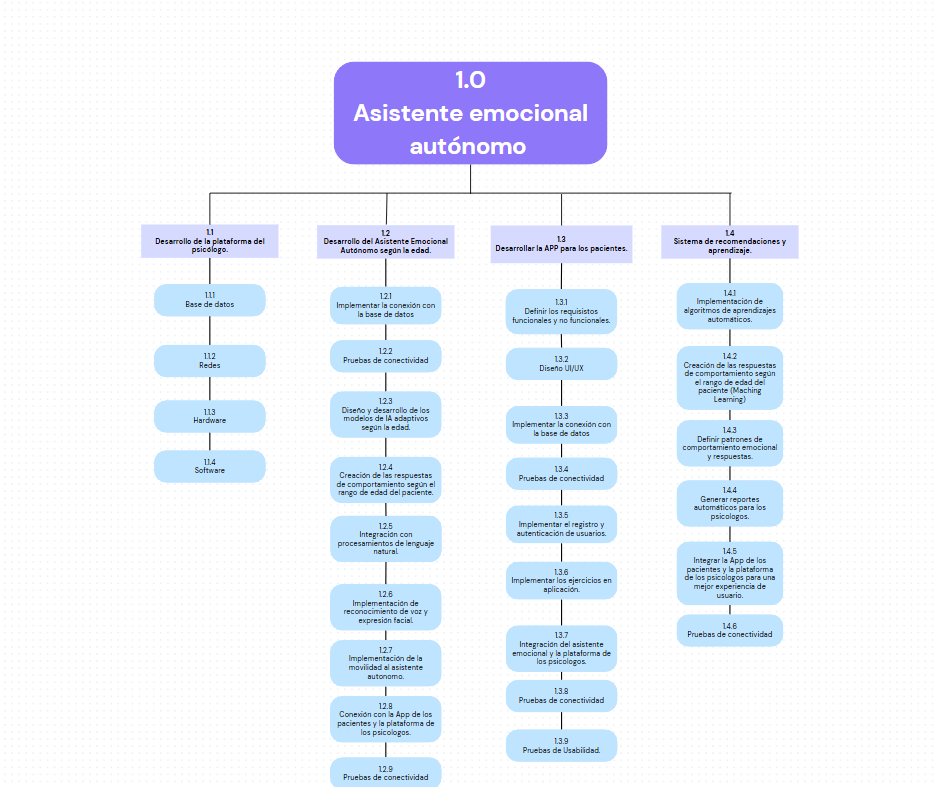 1.0
Asistente emocional
autónomo
1.1
Desarrollo de la plataforma del
psicólogo.
1.1.1
Base de datos
1.1.2
Redes
1.1.3
Hardware
1.1.4
Software
1.2
Desarrollo del Asistente Emocional
Autónomo según la edad.
1.2.1
Implementar la conexión con
la base de datos
1.2.2
Pruebas de conectividad
1.2.3
Diseño y desarrollo de los
modelos de IA adaptivos
según la edad.
1.2.4
Creación de las respuestas
de comportamiento según el
rango de edad del paciente.
1.2.5
Integración con
procesamientos de lenguaje
natural.
1.2.6
Implementación de
reconocimiento de voz y
expresión facial.
1.2.7
Implementación de la
movilidad al asistente
autonomo.
1.2.8
Conexión con la App de los
pacientes y la plataforma de
los psicologos.
1.2.9
Pruebas de conectividad
1.3
Desarrollar la APP para los pacientes.
1.3.1
Definir los requisistos
funcionales y no funcionales.
1.3.2
Diseño UI/UX
1.3.3
Implementar la conexión con
la base de datos
1.3.4
Pruebas de conectividad
1.3.5
Implementar el registro y
autenticación de usuarios.
1.3.6
Implementar los ejercicios en
aplicación.
1.3.7
Integración del asistente
emocional y la plataforma de
los psicologos.
1.3.8
Pruebas de conectividad
1.3.9
Pruebas de Usabilidad.
1.4
Sistema de recomendaciones y
aprendizaje.
1.4.1
Implementación de
algoritmos de aprendizajes
automáticos.
1.4.2
Creación de las respuestas
de comportamiento según
el rango de edad del
paciente (Maching
Learning)
1.4.3
Definir patrones de
comportamiento emocional
y respuestas.
1.4.4
Generar reportes
automáticos para los
psicologos.
1.4.5
Integrar la App de los
pacientes y la plataforma
de los psicologos para una
mejor experiencia de
usuario.
1.4.6
Pruebas de conectividad